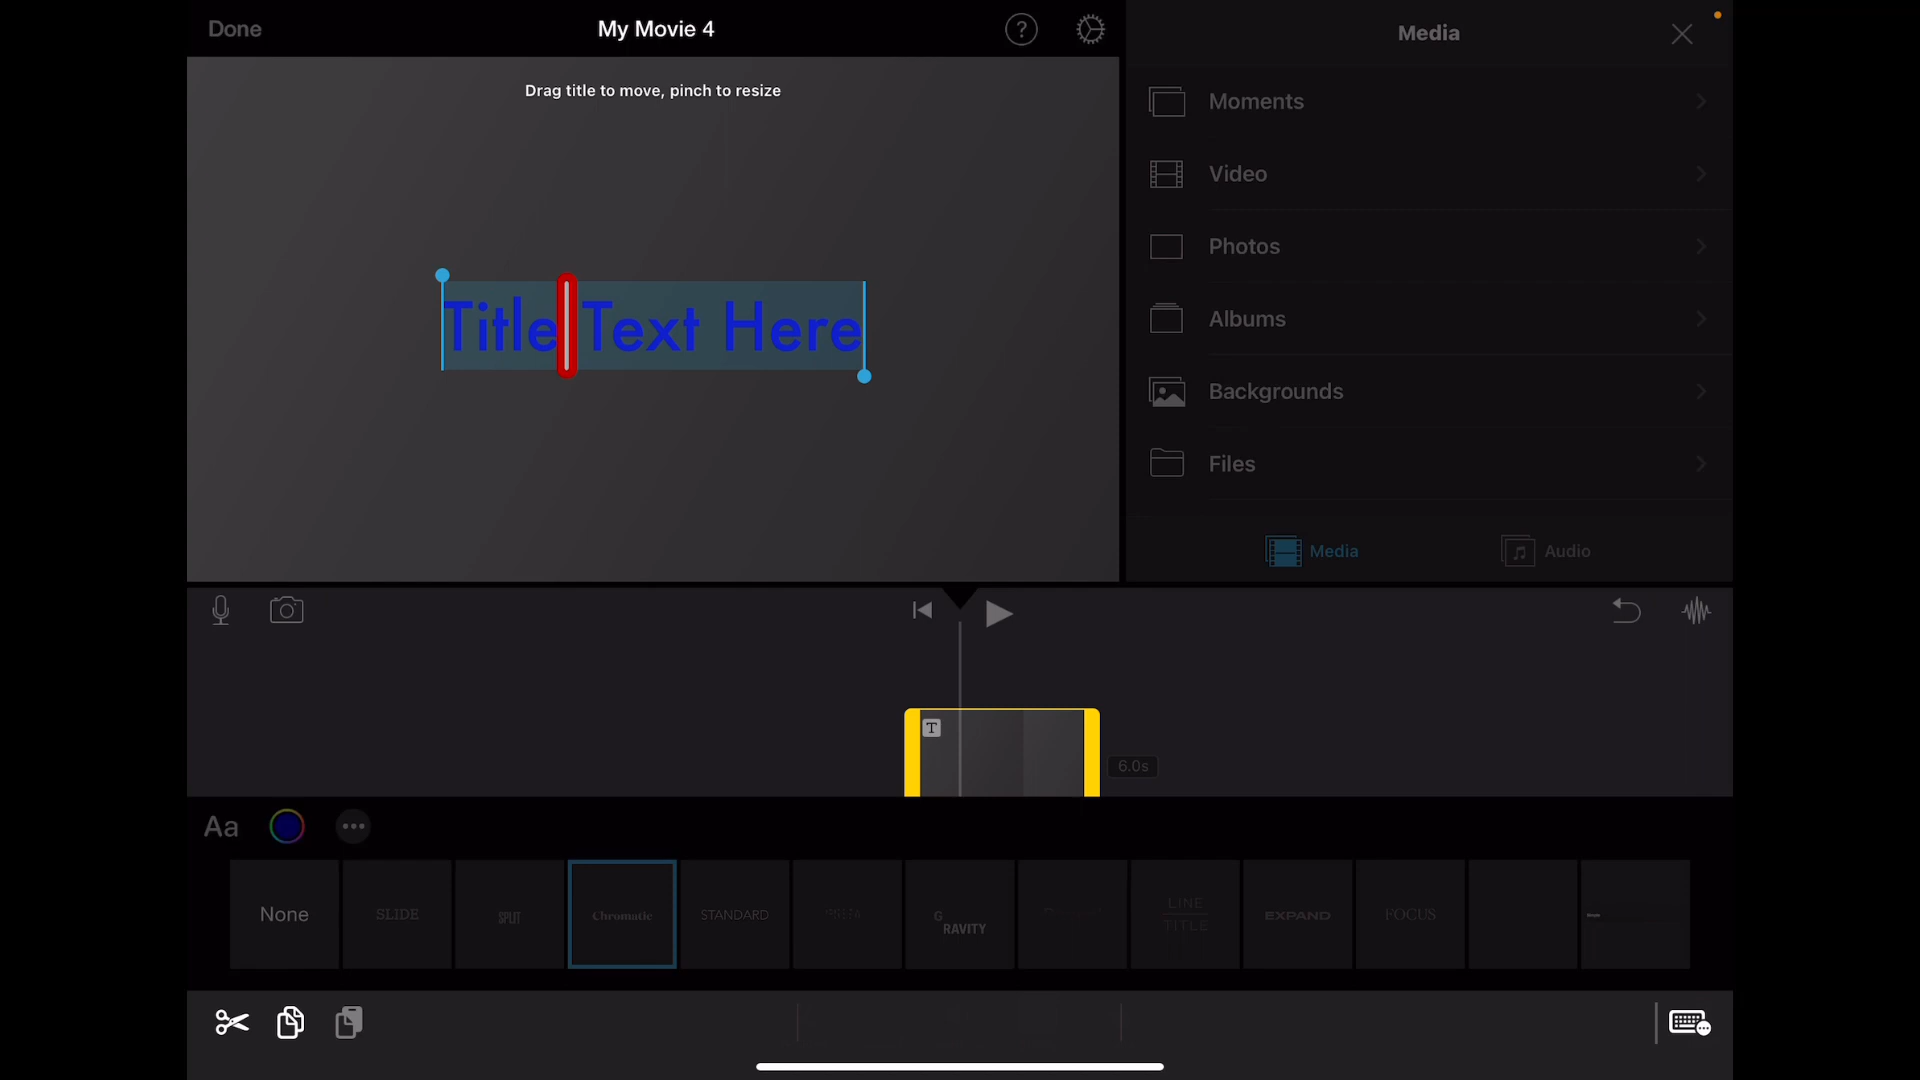 Done
My Movie 4
?
Media
Drag title to move, pinch to resize
Title Text Here
Moments
Video
Photos
Albums
Backgrounds
Files
Media
Audio
T
6.0s
Aa
None
SLIDE
SPLIT
Chromatic
STANDARD
G
RAVITY
LINE
TITLE
EXPAND
FOCUS